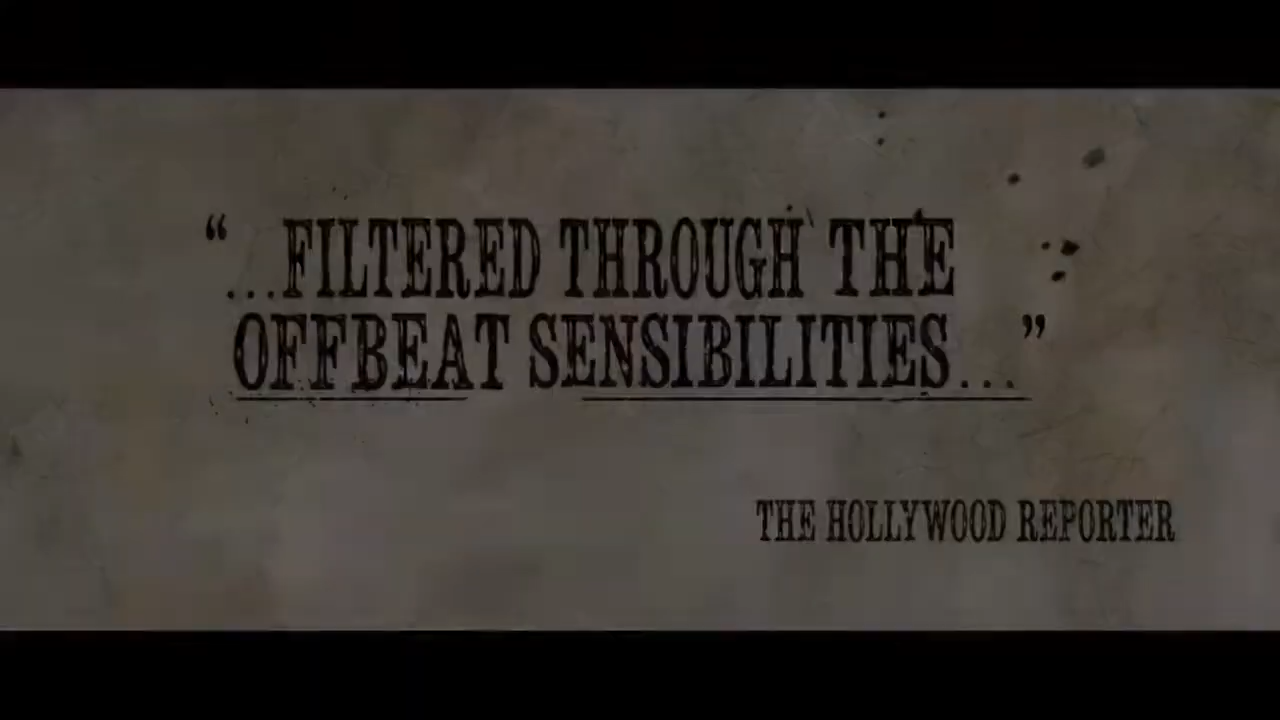 “...FILTERED THROUGH THE
OFFBEAT SENSIBILITIES...”
THE HOLLYWOOD REPORTER